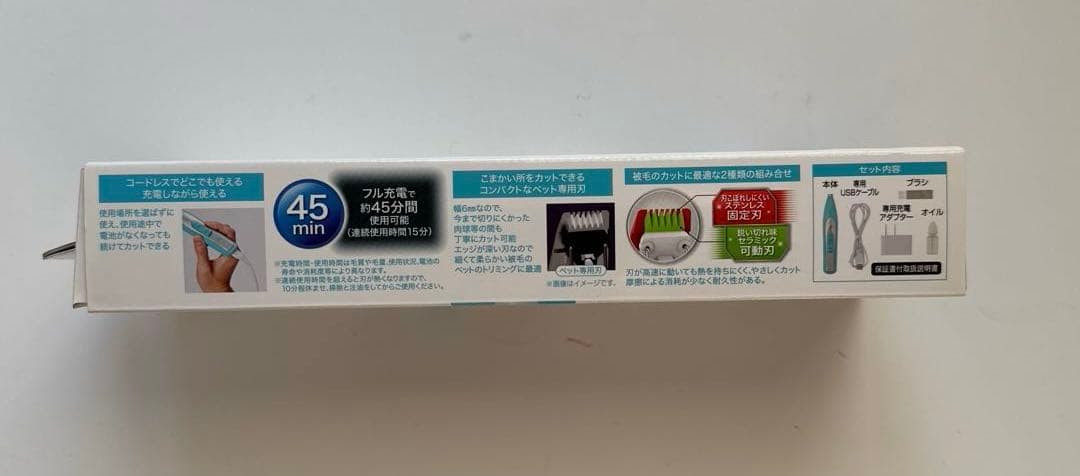 コードレスでどこでも使える
充電しながら使える
使用場所を選ばずに
使え、使用途中で
電池がなくなっても
続けてカットできる
45
min
フル充電で
約45分間
使用可能
(連続使用時間15分)
※充電時間・使用時間は毛質や毛量、使用状況、電池の
寿命や消耗度等により異なります。
※連続使用時間を超えると刃が熱くなりますので、
10分程休ませ、掃除と注油をしてからご使用ください。
こまかい所をカットできる
コンパクトなペット専用刃
幅6㎜なので、
今まで切りにくかった
肉球等の間も
丁寧にカット可能
エッジが深い刃なので
細くて柔らかい被毛の
ペットのトリミングに最適
ペット専用刃
※画像はイメージです。
被毛のカットに最適な2種類の組み合せ
刃こぼれしにくい
ステンレス
固定刃
鋭い切れ味
セラミック
可動刃
刃が高速に動いても熱を持ちにくく、やさしくカット
摩擦による消耗が少なく耐久性がある。
セット内容
本体
専用
USBケーブル
ブラシ
専用充電
アダプター
オイル
保証書付取扱説明書